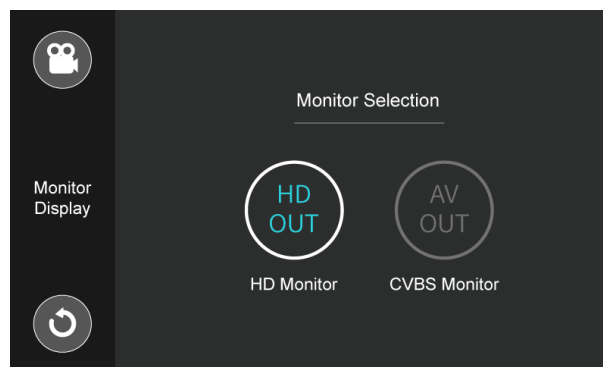 Monitor Selection
Monitor
Display
HD
OUT
AV
OUT
HD Monitor
CVBS Monitor